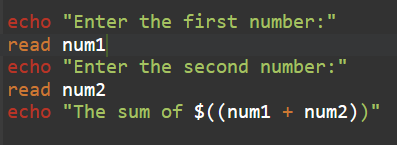 echo "Enter the first number:"
read num1
echo "Enter the second number:"
read num2
echo "The sum of $((num1 + num2))"